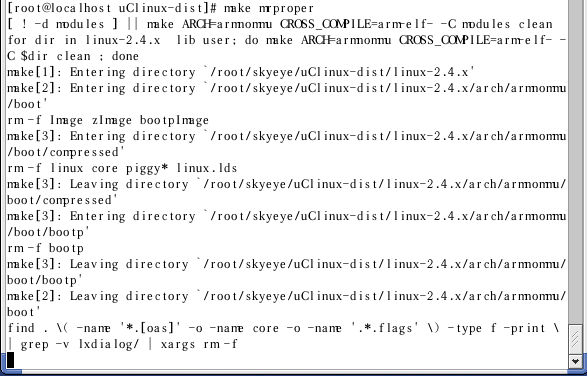 [root@localhost uClinux-dist]# make mrproper
[ ! -d modules ] || make ARCH=armnommu CROSS_COMPILE=arm-elf- -C modules clean
for dir in linux-2.4.x  lib user; do make ARCH=armnommu CROSS_COMPILE=arm-elf- -
C $dir clean ; done
make[1]: Entering directory `/root/skyeye/uClinux-dist/linux-2.4.x'
make[2]: Entering directory `/root/skyeye/uClinux-dist/linux-2.4.x/arch/armnommu
/boot'
rm -f Image zImage bootpImage
make[3]: Entering directory `/root/skyeye/uClinux-dist/linux-2.4.x/arch/armnommu
/boot/compressed'
rm -f linux core piggy* linux.lds
make[3]: Leaving directory `/root/skyeye/uClinux-dist/linux-2.4.x/arch/armnommu/
boot/compressed'
make[3]: Entering directory `/root/skyeye/uClinux-dist/linux-2.4.x/arch/armnommu
/boot/bootp'
rm -f bootp
make[3]: Leaving directory `/root/skyeye/uClinux-dist/linux-2.4.x/arch/armnommu/
boot/bootp'
make[2]: Leaving directory `/root/skyeye/uClinux-dist/linux-2.4.x/arch/armnommu/
boot'
find . \( -name '*.[oas]' -o -name core -o -name '.*.flags' \) -type f -print \
| grep -v lxdialog/ | xargs rm -f